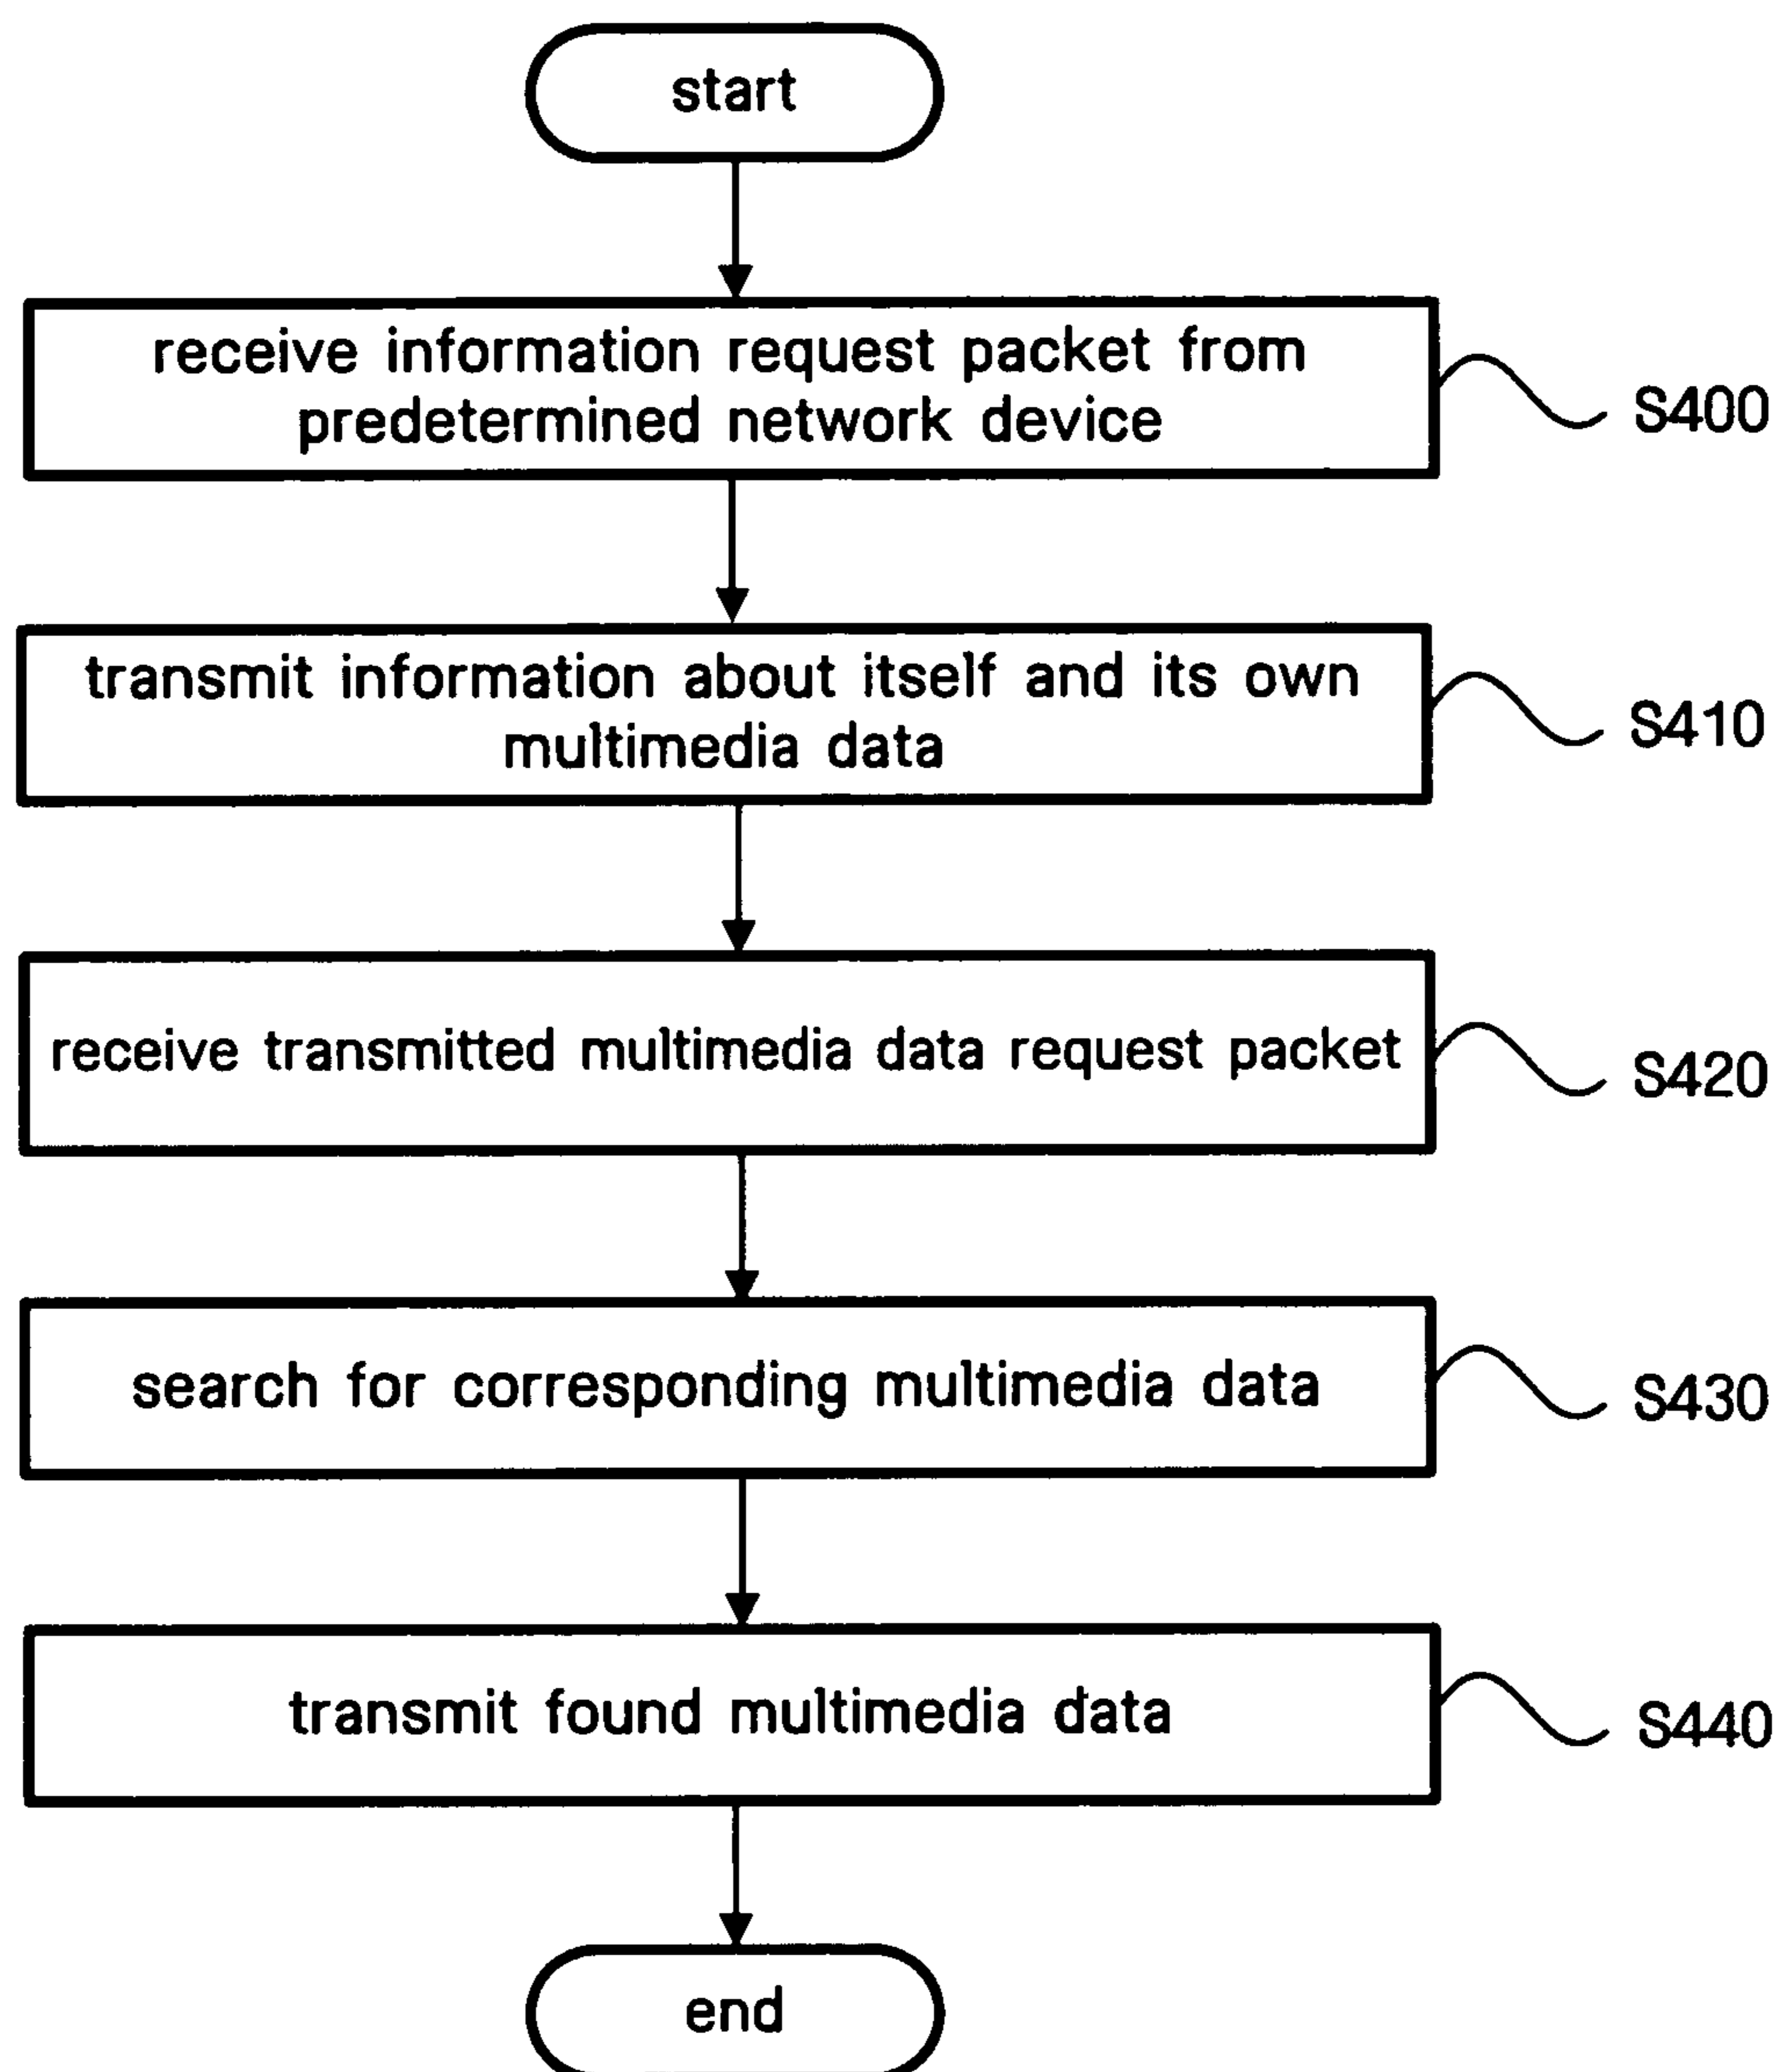 start
receive information request packet from
predetermined network device
S400
transmit information about itself and its own
multimedia data
S410
receive transmitted multimedia data request packet
S420
search for corresponding multimedia data
S430
transmit found multimedia data
S440
end